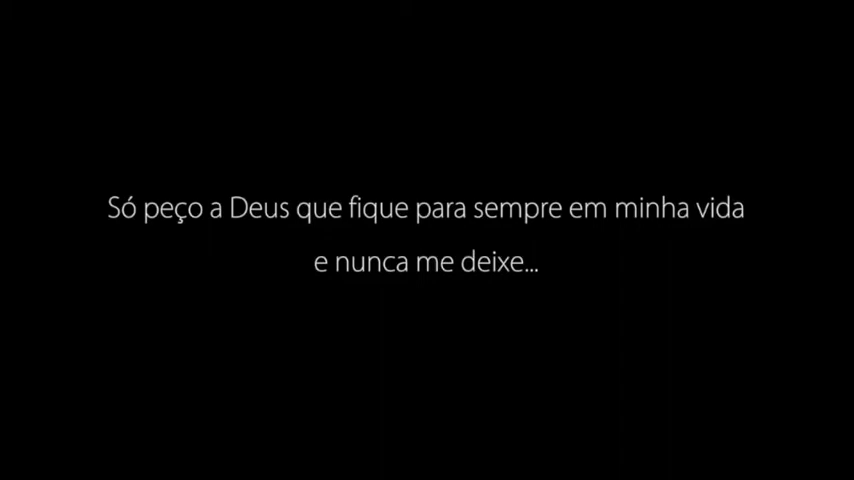 Só peço a Deus que fique para sempre em minha vida
e nunca me deixe...